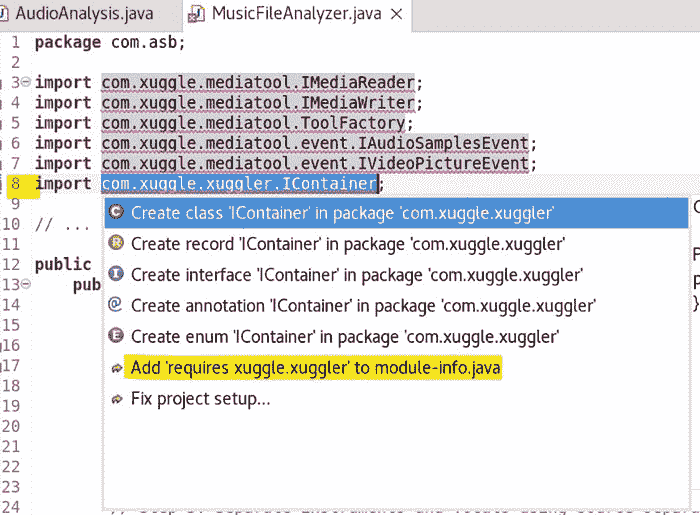 AudioAnalysis.java MusicFileAnalyzer.java
1 package com.asb;
2
3 import com.xuggle.mediatool.IMediaReader;
4 import com.xuggle.mediatool.IMediaWriter;
5 import com.xuggle.mediatool.ToolFactory;
6 import com.xuggle.mediatool.event.IAudioSamplesEvent;
7 import com.xuggle.mediatool.event.IVideoPictureEvent;
8 import com.xuggle.xuggler.IContainer;
9
Create class 'IContainer' in package 'com.xuggle.xuggler'
10 // ...
11
Create record 'IContainer' in package 'com.xuggle.xuggler'
12 public
13 pub
Create interface 'IContainer' in package 'com.xuggle.xuggler'
14
Create annotation 'IContainer' in package 'com.xuggle.xuggler'
15
16
Create enum 'IContainer' in package 'com.xuggle.xuggler'
17
Add 'requires xuggle.xuggler' to module-info.java
18
19
Fix project setup...
20
21
22
23
24